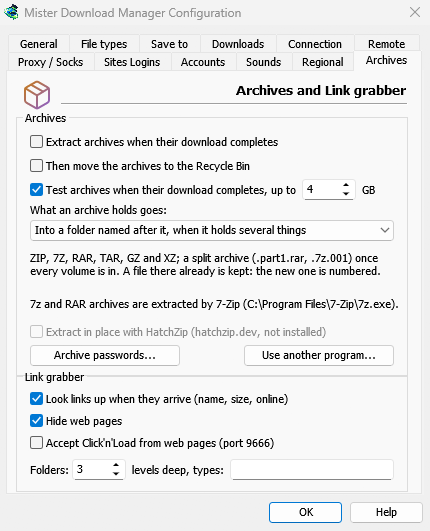 Mister Download Manager Configuration
General File types Save to Downloads Connection Remote
Proxy / Socks Sites Logins Accounts Sounds Regional Archives
Archives and Link grabber
Archives
Extract archives when their download completes
Then move the archives to the Recycle Bin
Test archives when their download completes, up to 4 GB
What an archive holds goes:
Into a folder named after it, when it holds several things
ZIP, 7Z, RAR, TAR, GZ and XZ; a split archive (.part1.rar, .7z.001) once
every volume is in. A file there already is kept: the new one is numbered.
7z and RAR archives are extracted by 7-Zip (C:\Program Files\7-Zip\7z.exe).
Extract in place with HatchZip (hatchzip.dev, not installed)
Archive passwords... Use another program...
Link grabber
Look links up when they arrive (name, size, online)
Hide web pages
Accept Click'n'Load from web pages (port 9666)
Folders: 3 levels deep, types:
OK Help